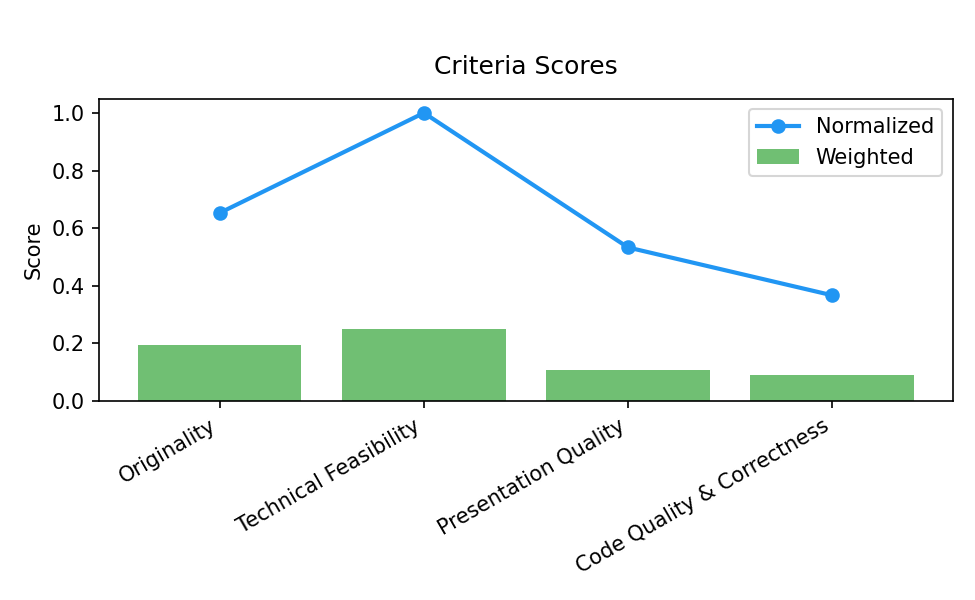 Criteria Scores
Normalized
Weighted
Score
1.0
0.8
0.6
0.4
0.2
0.0
Originality
Technical Feasibility
Presentation Quality
Code Quality & Correctness